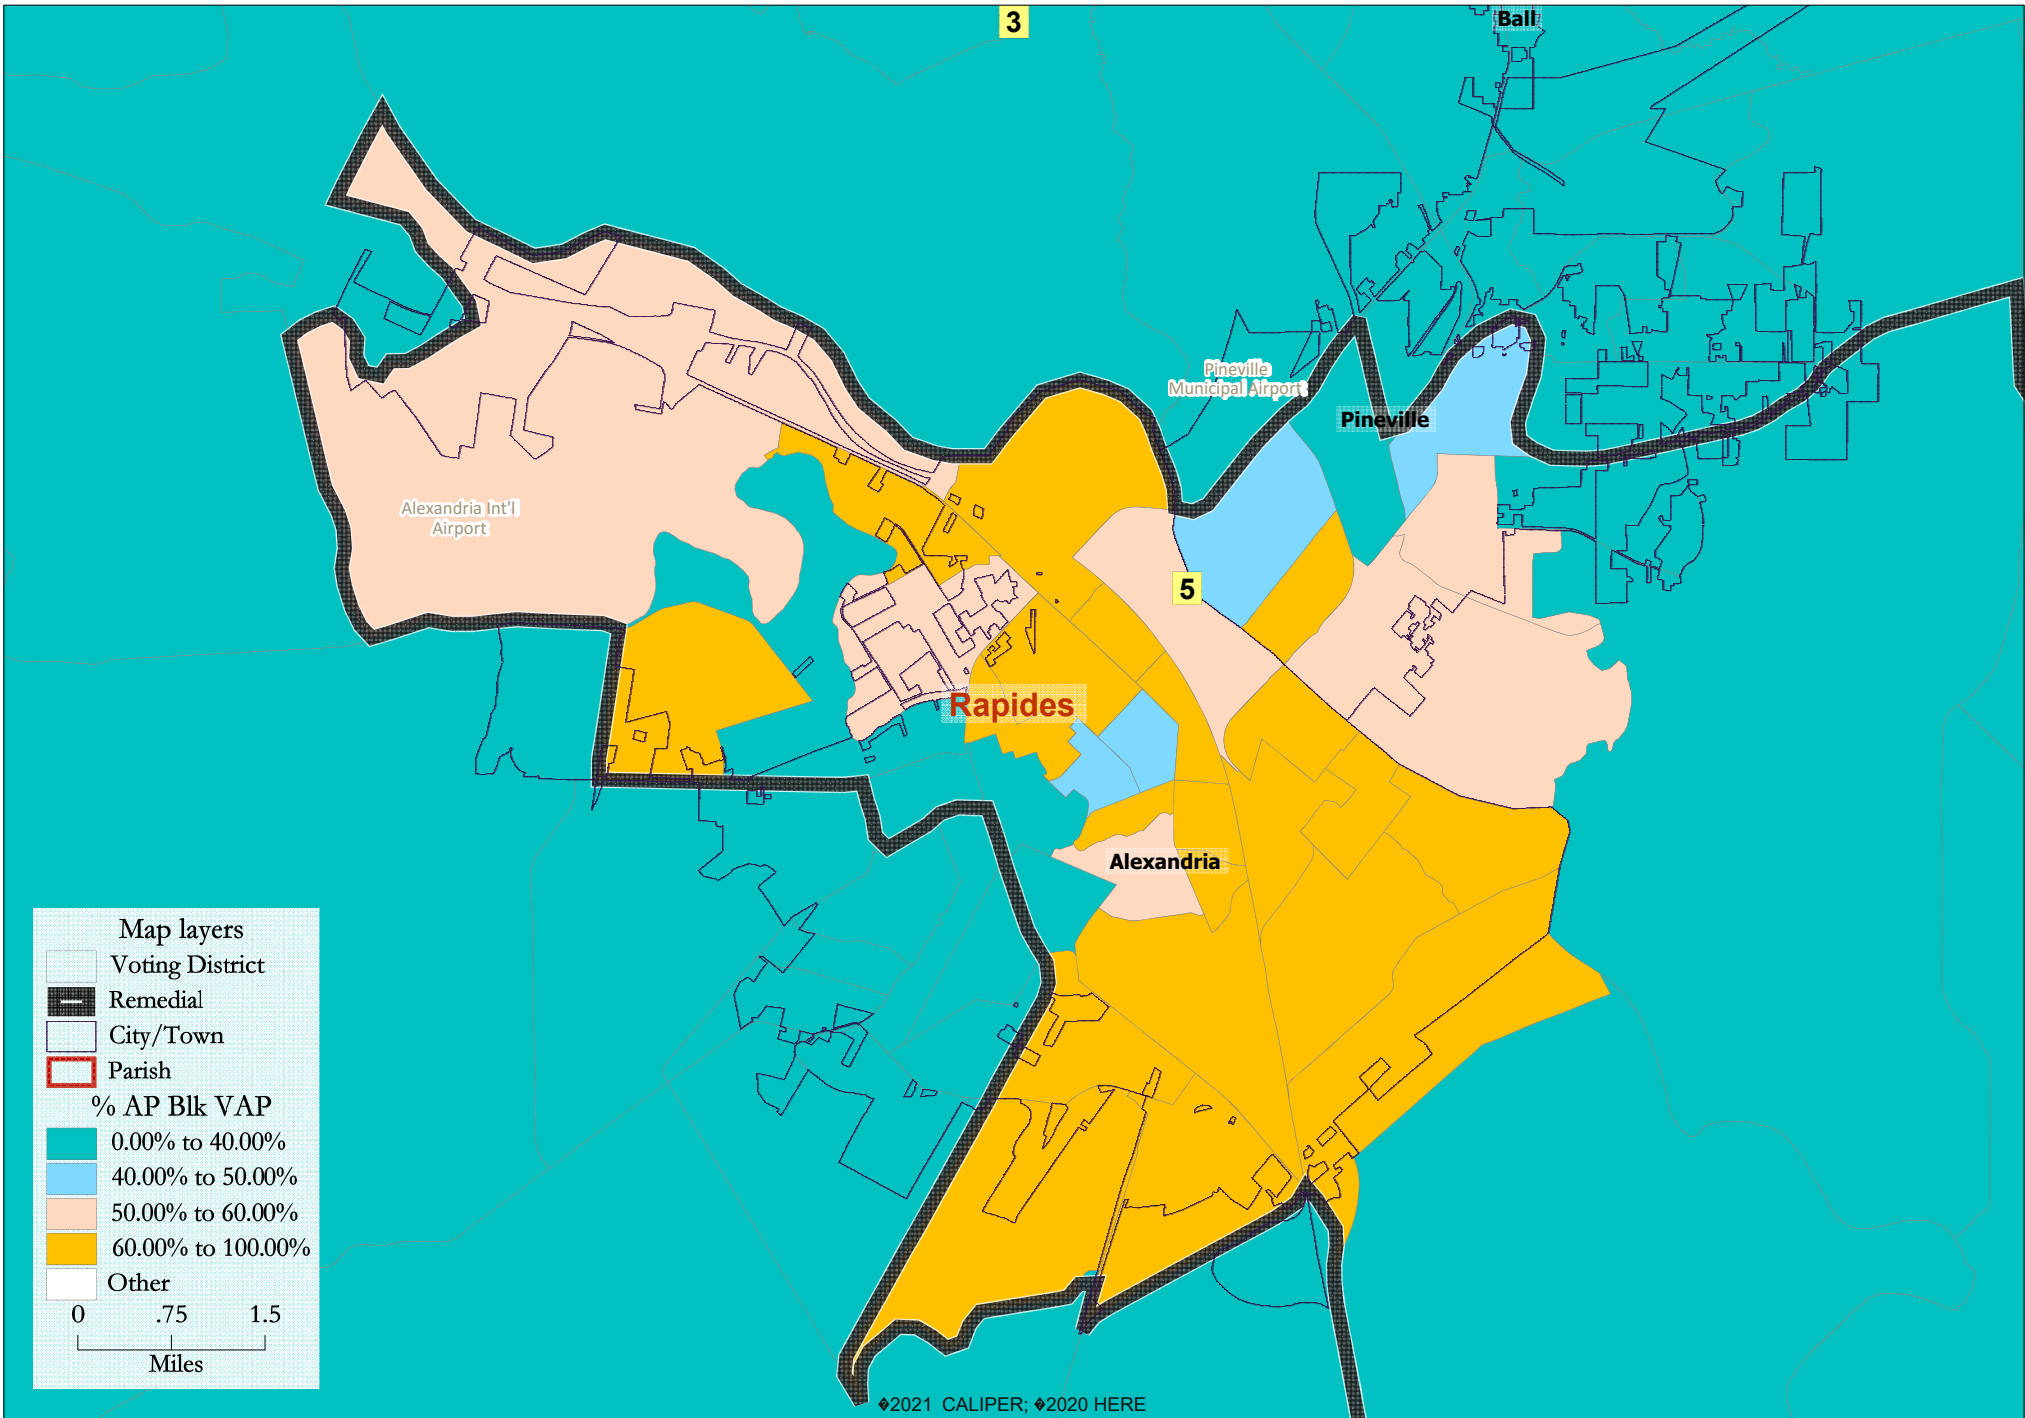 3
Ball
Pineville
Municipal Airport
Pineville
Alexandria Int'l
Airport
5
Rapides
Alexandria
Map layers
Voting District
Remedial
City/Town
Parish
% AP Blk VAP
0.00% to 40.00%
40.00% to 50.00%
50.00% to 60.00%
60.00% to 100.00%
Other
0 .75 1.5
Miles
�2021 CALIPER; �2020 HERE